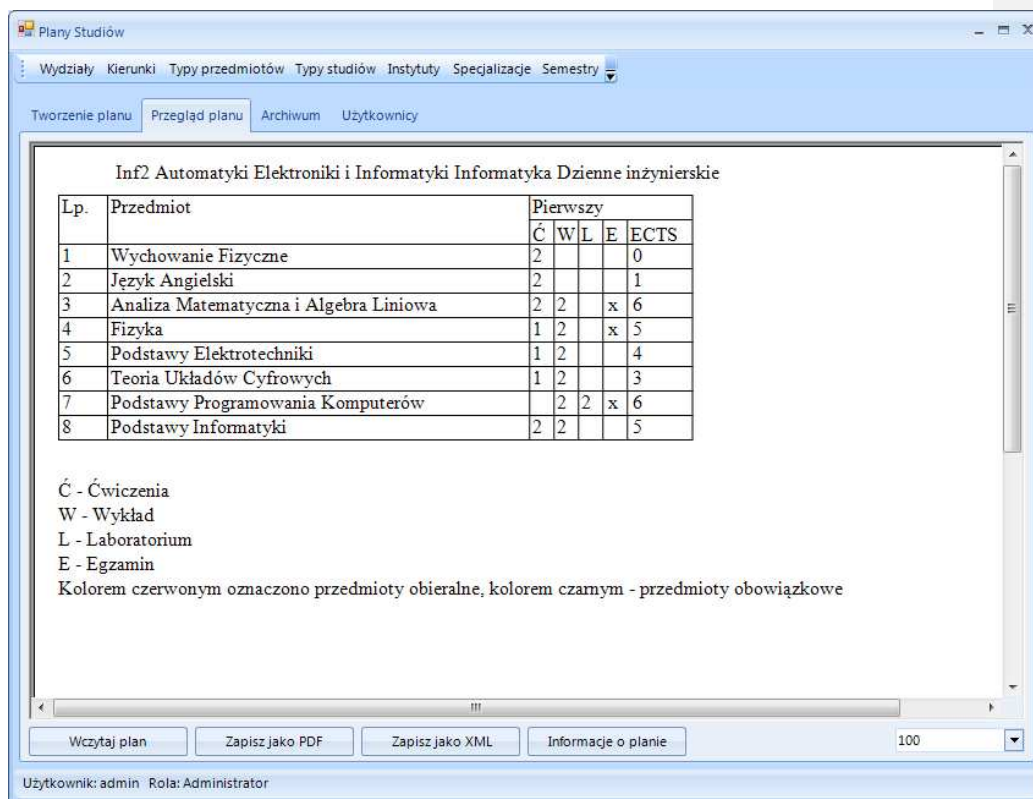 Plany Studiów
Wydziały Kierunki Typy przedmiotów Typy studiów Instytuty Specjalizacje Semestry
Tworzenie planu Przegląd planu Archiwum Użytkownicy
Inf2 Automatyki Elektroniki i Informatyki Informatyka Dzienne inżynierskie
Lp. Przedmiot Pierwszy
Ć W L E ECTS
1 Wychowanie Fizyczne 2 0
2 Język Angielski 2 1
3 Analiza Matematyczna i Algebra Liniowa 2 2 x 6
4 Fizyka 1 2 x 5
5 Podstawy Elektrotechniki 1 2 4
6 Teoria Układów Cyfrowych 1 2 3
7 Podstawy Programowania Komputerów 2 2 x 6
8 Podstawy Informatyki 2 2 5
Ć - Ćwiczenia
W - Wykład
L - Laboratorium
E - Egzamin
Kolorem czerwonym oznaczono przedmioty obieralne, kolorem czarnym - przedmioty obowiązkowe
Wczytaj plan Zapisz jako PDF Zapisz jako XML Informacje o planie 100
Użytkownik: admin Rola: Administrator